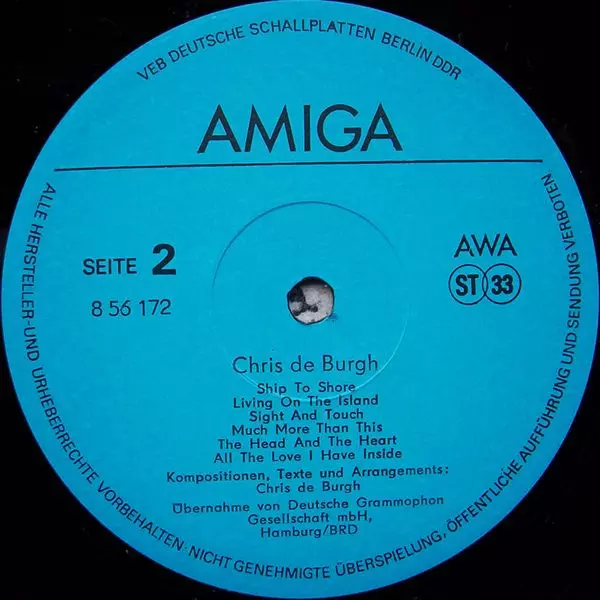 VEB DEUTSCHE SCHALLPLATTEN BERLIN DDR
AMIGA
SEITE 2
8 56 172
AWA
ST 33
Chris de Burgh
Ship To Shore
Living On The Island
Sight And Touch
Much More Than This
The Head And The Heart
All The Love I Have Inside
Kompositionen, Texte und Arrangements:
Chris de Burgh
Übernahme von Deutsche Grammophon
Gesellschaft mbH,
Hamburg/BRD
ALLE HERSTELLER-UND URHEBERRECHTE VORBEHALTEN·NICHT GENEHMIGTE ÜBERSPIELUNG, ÖFFENTLICHE AUFFÜHRUNG UND SENDUNG VERBOTEN